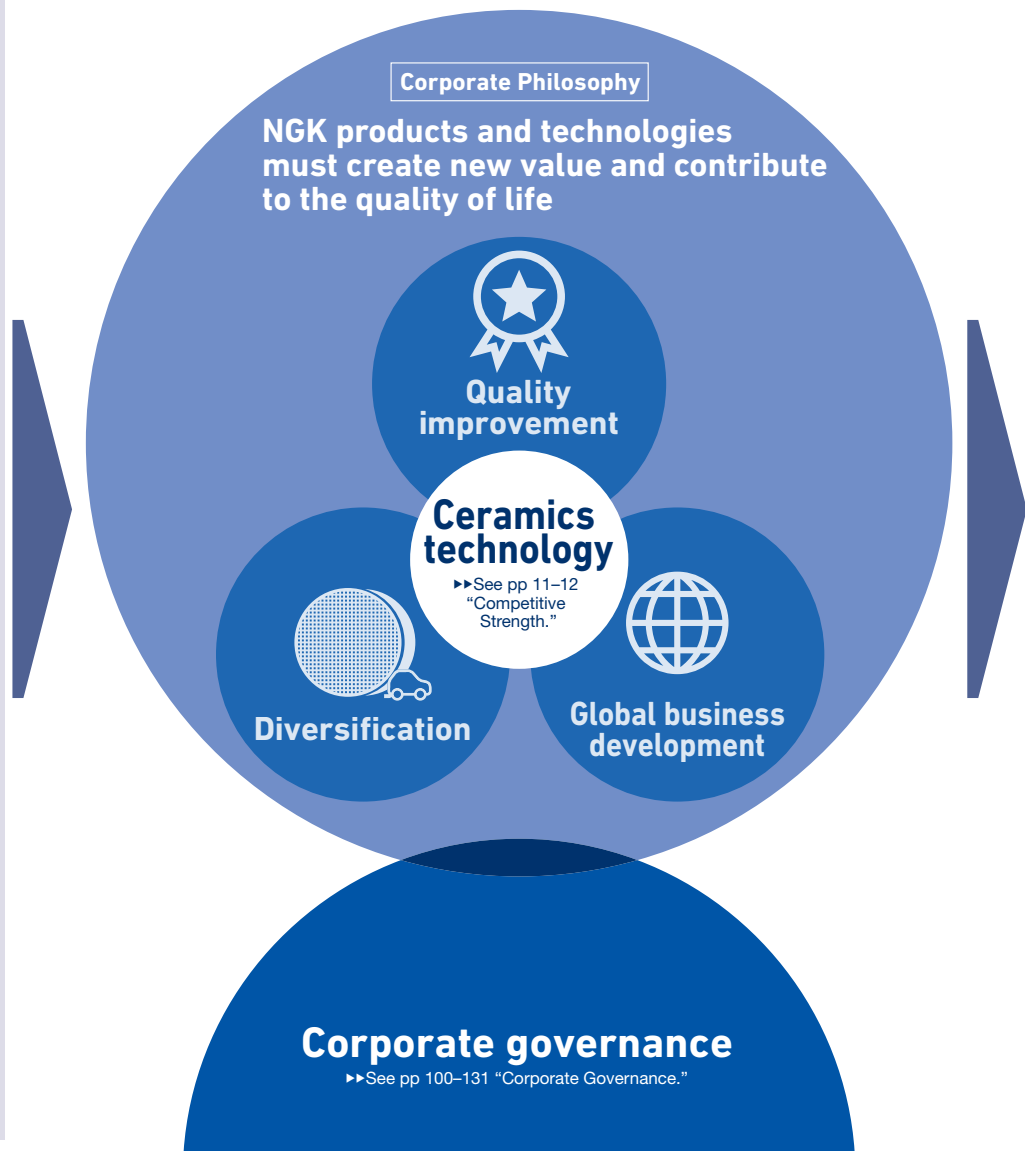 Corporate Philosophy
NGK products and technologies
must create new value and contribute
to the quality of life
Quality
improvement
Ceramics
technology
▶▶See pp 11–12
“Competitive
Strength.”
Diversification
Global business
development
Corporate governance
▶▶See pp 100–131 “Corporate Governance.”